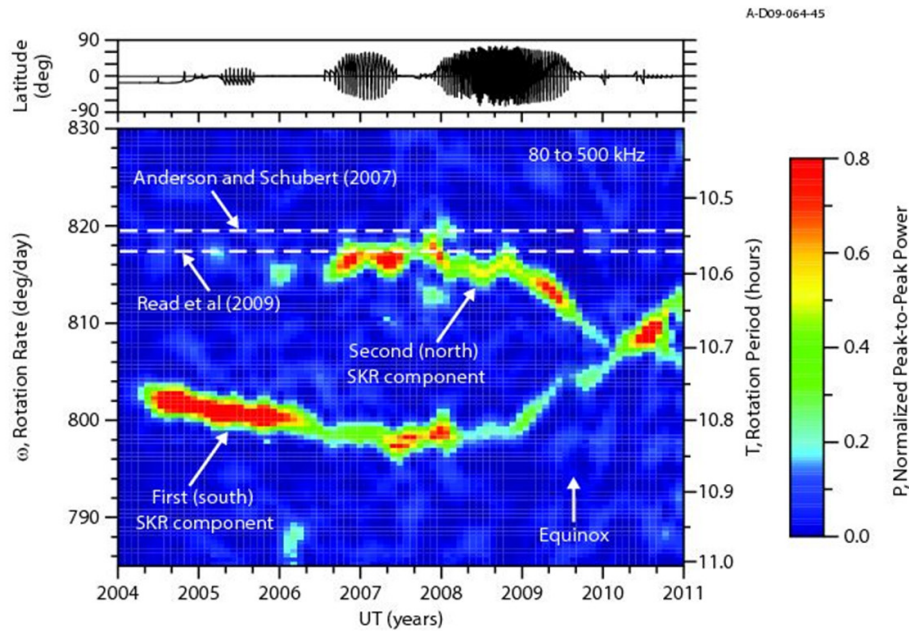 A-D09-064-45
Latitude
(deg)
90
0
-90
830
820
810
800
790
ω, Rotation Rate (deg/day)
80 to 500 kHz
Anderson and Schubert (2007)
Read et al (2009)
Second (north)
SKR component
First (south)
SKR component
Equinox
10.5
10.6
10.7
10.8
10.9
11.0
T,Rotation Period (hours)
0.8
0.6
0.4
0.2
0.0
P, Normalized Peak-to-Peak Power
2004 2005 2006 2007 2008 2009 2010 2011
UT (years)